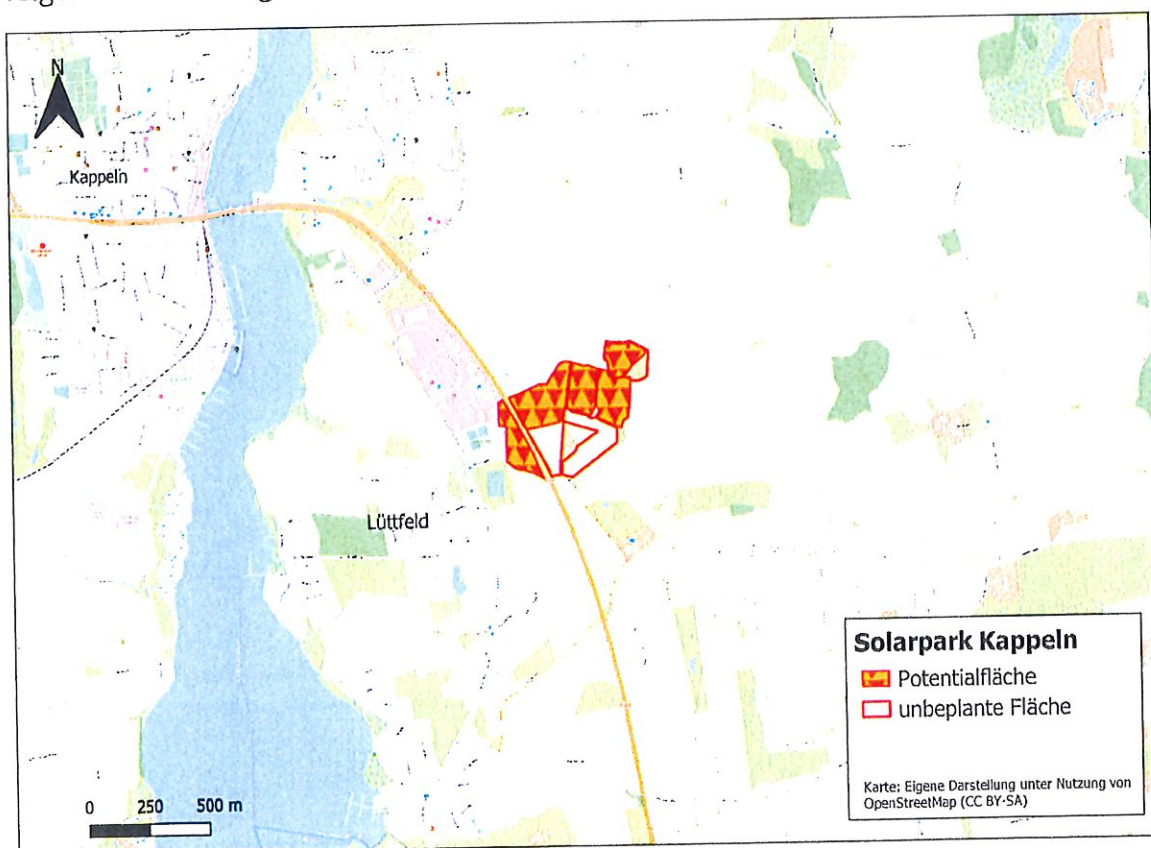 N
Kappeln
Lüttfeld
Solarpark Kappeln
Potentialfläche
unbeplante Fläche
Karte: Eigene Darstellung unter Nutzung von
OpenStreetMap (CC BY-SA)
0 250 500 m